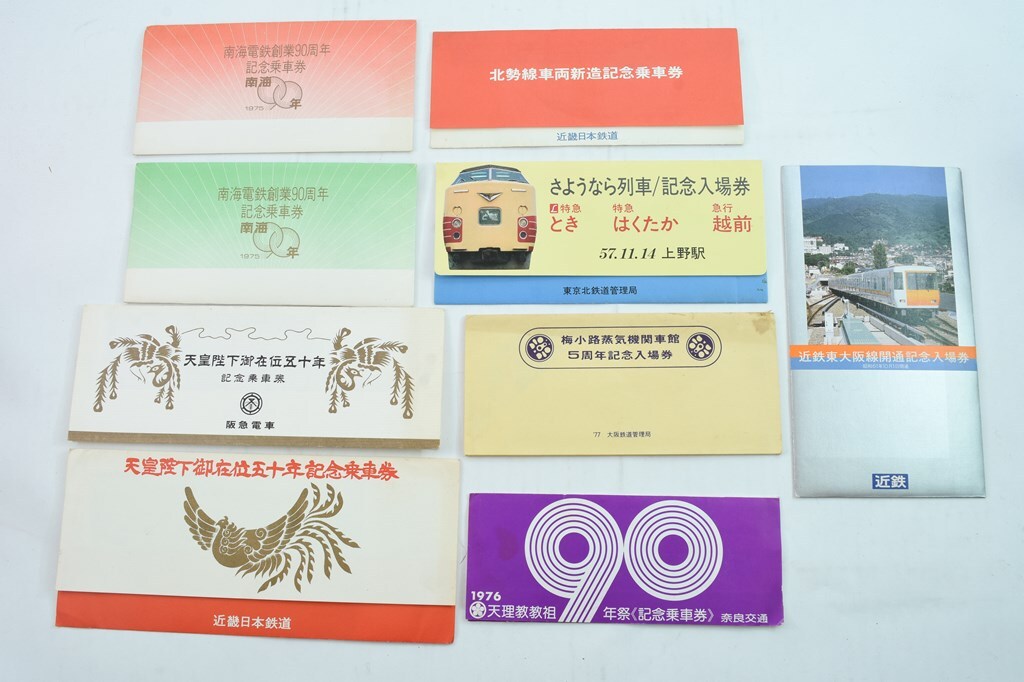 南海電鉄創業90周年
記念乗車券
南海
1975 年
南海電鉄創業90周年
記念乗車券
南海
1975 年
天皇陛下御在位五十年
記念乗車券
阪急電車
天皇陛下御在位五十年記念乗車券
近畿日本鉄道
北勢線車両新造記念乗車券
近畿日本鉄道
さようなら列車/記念入場券
L特急 特急 急行
とき はくたか 越前
57.11.14 上野駅
東京北鉄道管理局
梅小路蒸気機関車館
5周年記念入場券
'77 大阪鉄道管理局
90
1976
天理教教祖 年祭《記念乗車券》 奈良交通
近鉄東大阪線開通記念入場券
近鉄